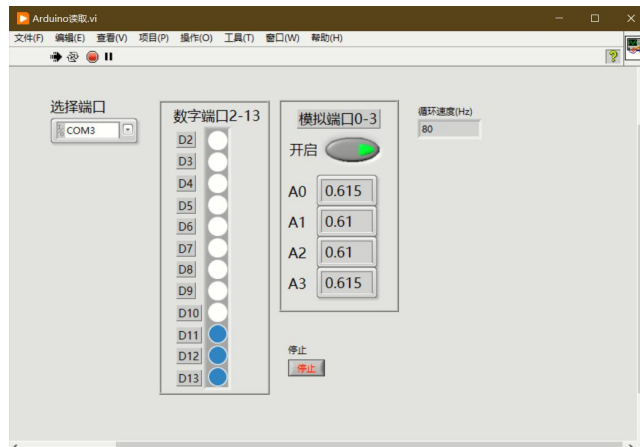 Arduino读取.vi
文件(F) 编辑(E) 查看(V) 项目(P) 操作(O) 工具(T) 窗口(W) 帮助(H)
选择端口
COM3
数字端口2-13
D2
D3
D4
D5
D6
D7
D8
D9
D10
D11
D12
D13
模拟端口0-3
开启
A0 0.615
A1 0.61
A2 0.61
A3 0.615
循环速度(Hz)
80
停止
停止